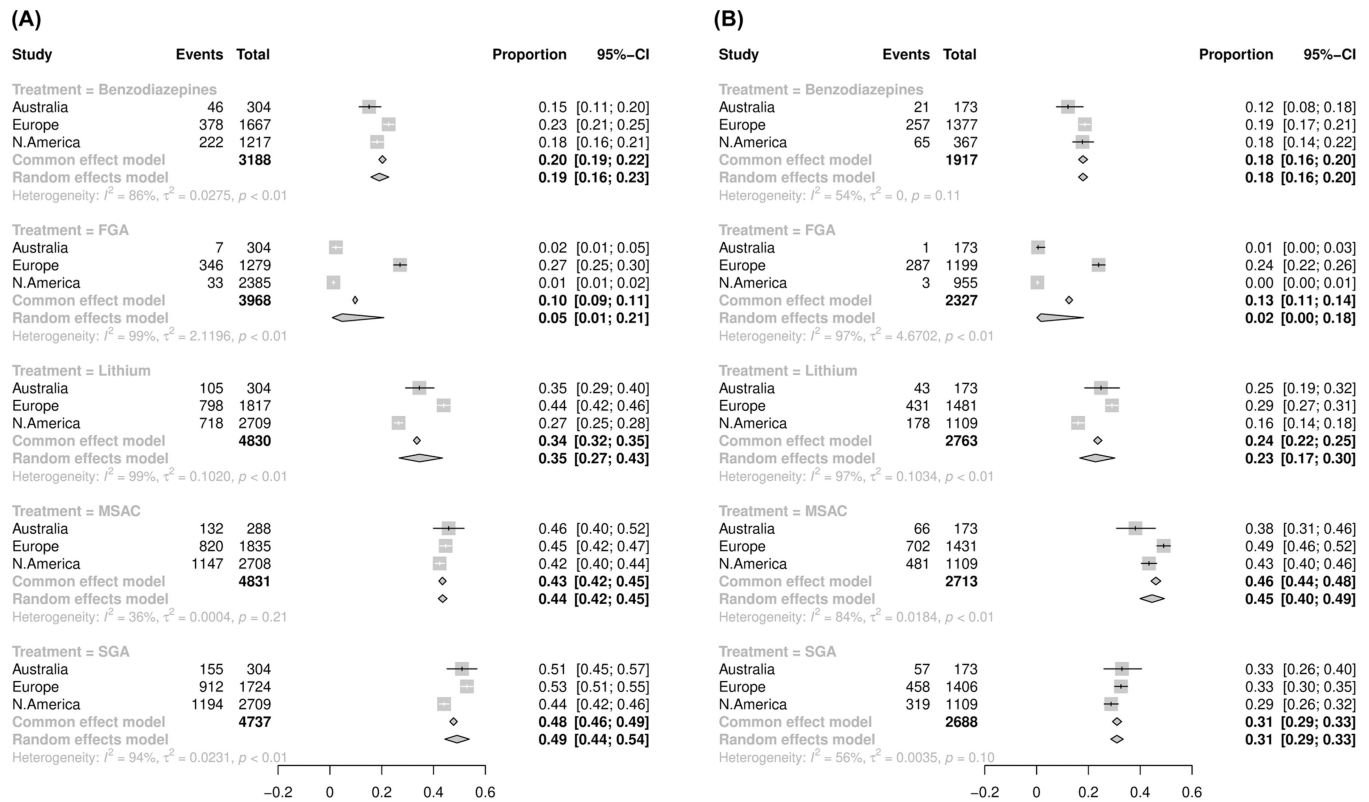 (A)
Study Events Total Proportion 95%−CI
Treatment = Benzodiazepines
Australia 46 304 0.15 [0.11; 0.20]
Europe 378 1667 0.23 [0.21; 0.25]
N.America 222 1217 0.18 [0.16; 0.21]
Common effect model 3188 0.20 [0.19; 0.22]
Random effects model 0.19 [0.16; 0.23]
Heterogeneity: I² = 86%, τ² = 0.0275, p < 0.01
Treatment = FGA
Australia 7 304 0.02 [0.01; 0.05]
Europe 346 1279 0.27 [0.25; 0.30]
N.America 33 2385 0.01 [0.01; 0.02]
Common effect model 3968 0.10 [0.09; 0.11]
Random effects model 0.05 [0.01; 0.21]
Heterogeneity: I² = 99%, τ² = 2.1196, p < 0.01
Treatment = Lithium
Australia 105 304 0.35 [0.29; 0.40]
Europe 798 1817 0.44 [0.42; 0.46]
N.America 718 2709 0.27 [0.25; 0.28]
Common effect model 4830 0.34 [0.32; 0.35]
Random effects model 0.35 [0.27; 0.43]
Heterogeneity: I² = 99%, τ² = 0.1020, p < 0.01
Treatment = MSAC
Australia 132 288 0.46 [0.40; 0.52]
Europe 820 1835 0.45 [0.42; 0.47]
N.America 1147 2708 0.42 [0.40; 0.44]
Common effect model 4831 0.43 [0.42; 0.45]
Random effects model 0.44 [0.42; 0.45]
Heterogeneity: I² = 36%, τ² = 0.0004, p = 0.21
Treatment = SGA
Australia 155 304 0.51 [0.45; 0.57]
Europe 912 1724 0.53 [0.51; 0.55]
N.America 1194 2709 0.44 [0.42; 0.46]
Common effect model 4737 0.48 [0.46; 0.49]
Random effects model 0.49 [0.44; 0.54]
Heterogeneity: I² = 94%, τ² = 0.0231, p < 0.01
−0.2 0 0.2 0.4 0.6
(B)
Study Events Total Proportion 95%−CI
Treatment = Benzodiazepines
Australia 21 173 0.12 [0.08; 0.18]
Europe 257 1377 0.19 [0.17; 0.21]
N.America 65 367 0.18 [0.14; 0.22]
Common effect model 1917 0.18 [0.16; 0.20]
Random effects model 0.18 [0.16; 0.20]
Heterogeneity: I² = 54%, τ² = 0, p = 0.11
Treatment = FGA
Australia 1 173 0.01 [0.00; 0.03]
Europe 287 1199 0.24 [0.22; 0.26]
N.America 3 955 0.00 [0.00; 0.01]
Common effect model 2327 0.13 [0.11; 0.14]
Random effects model 0.02 [0.00; 0.18]
Heterogeneity: I² = 97%, τ² = 4.6702, p < 0.01
Treatment = Lithium
Australia 43 173 0.25 [0.19; 0.32]
Europe 431 1481 0.29 [0.27; 0.31]
N.America 178 1109 0.16 [0.14; 0.18]
Common effect model 2763 0.24 [0.22; 0.25]
Random effects model 0.23 [0.17; 0.30]
Heterogeneity: I² = 97%, τ² = 0.1034, p < 0.01
Treatment = MSAC
Australia 66 173 0.38 [0.31; 0.46]
Europe 702 1431 0.49 [0.46; 0.52]
N.America 481 1109 0.43 [0.40; 0.46]
Common effect model 2713 0.46 [0.44; 0.48]
Random effects model 0.45 [0.40; 0.49]
Heterogeneity: I² = 84%, τ² = 0.0184, p < 0.01
Treatment = SGA
Australia 57 173 0.33 [0.26; 0.40]
Europe 458 1406 0.33 [0.30; 0.35]
N.America 319 1109 0.29 [0.26; 0.32]
Common effect model 2688 0.31 [0.29; 0.33]
Random effects model 0.31 [0.29; 0.33]
Heterogeneity: I² = 56%, τ² = 0.0035, p = 0.10
−0.2 0 0.2 0.4 0.6